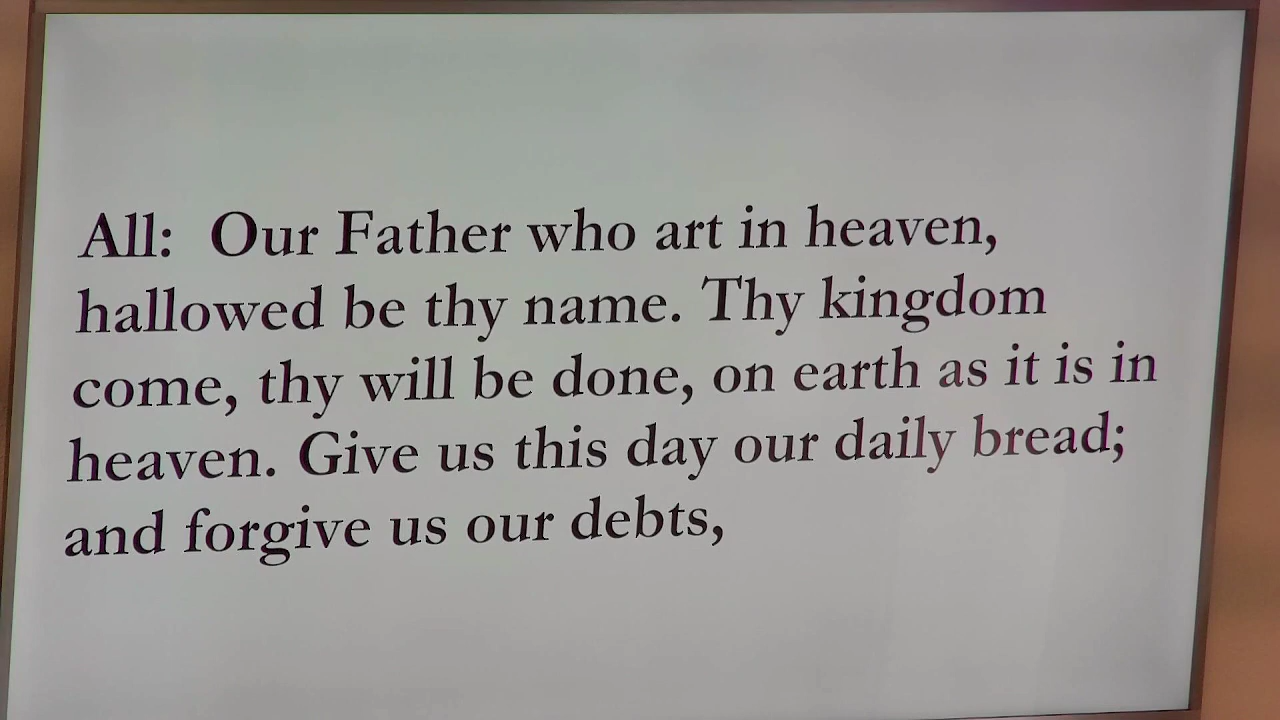 All: Our Father who art in heaven,
hallowed be thy name. Thy kingdom
come, thy will be done, on earth as it is in
heaven. Give us this day our daily bread;
and forgive us our debts,